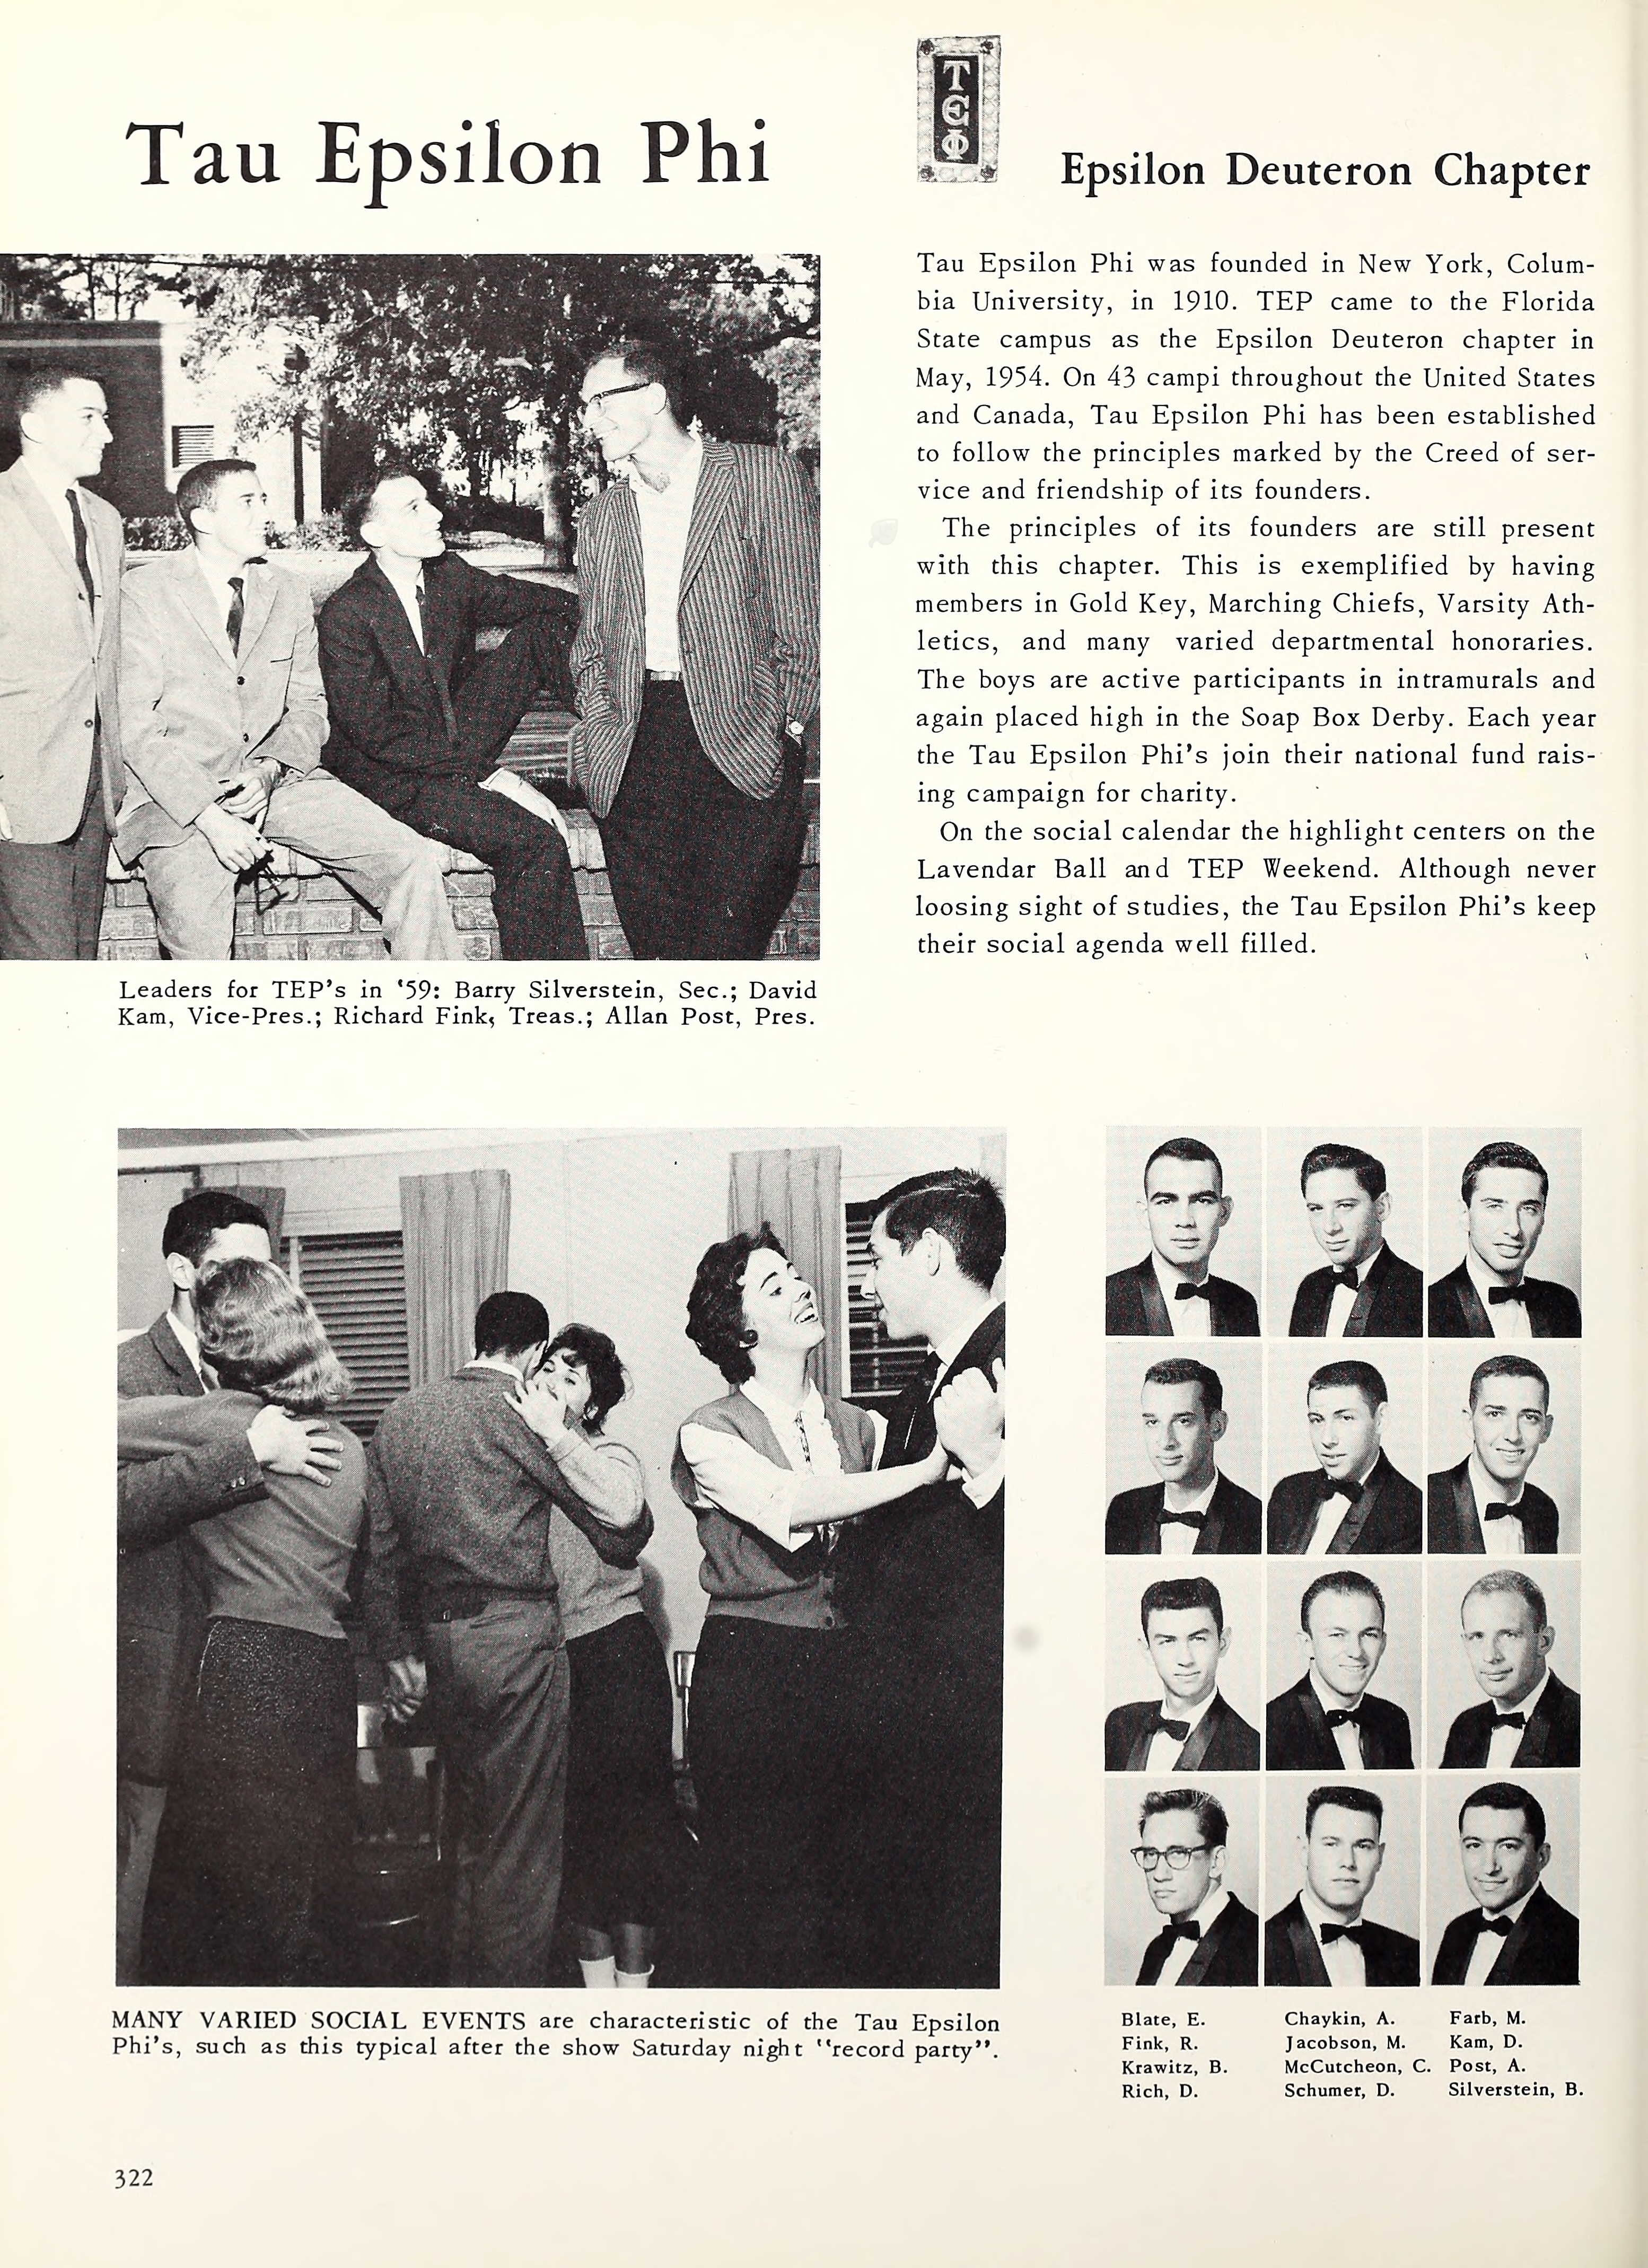 Tau Epsilon Phi
Τ
Є
Φ
Epsilon Deuteron Chapter
Tau Epsilon Phi was founded in New York, Colum-
bia University, in 1910. TEP came to the Florida
State campus as the Epsilon Deuteron chapter in
May, 1954. On 43 campi throughout the United States
and Canada, Tau Epsilon Phi has been established
to follow the principles marked by the Creed of ser-
vice and friendship of its founders.
The principles of its founders are still present
with this chapter. This is exemplified by having
members in Gold Key, Marching Chiefs, Varsity Ath-
letics, and many varied departmental honoraries.
The boys are active participants in intramurals and
again placed high in the Soap Box Derby. Each year
the Tau Epsilon Phi's join their national fund rais-
ing campaign for charity.
On the social calendar the highlight centers on the
Lavendar Ball and TEP Weekend. Although never
loosing sight of studies, the Tau Epsilon Phi's keep
their social agenda well filled.
Leaders for TEP's in '59: Barry Silverstein, Sec.; David
Kam, Vice-Pres.; Richard Fink, Treas.; Allan Post, Pres.
MANY VARIED SOCIAL EVENTS are characteristic of the Tau Epsilon
Phi's, such as this typical after the show Saturday night "record party".
Blate, E. Chaykin, A. Farb, M.
Fink, R. Jacobson, M. Kam, D.
Krawitz, B. McCutcheon, C. Post, A.
Rich, D. Schumer, D. Silverstein, B.
322